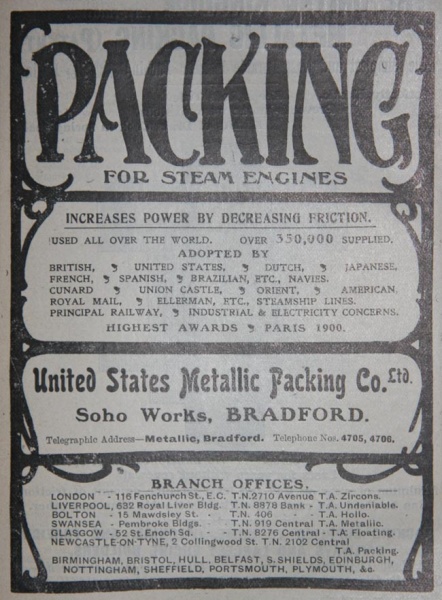 PACKING
FOR STEAM ENGINES
INCREASES POWER BY DECREASING FRICTION.
USED ALL OVER THE WORLD. OVER 350,000 SUPPLIED.
ADOPTED BY
BRITISH, UNITED STATES, DUTCH, JAPANESE,
FRENCH, SPANISH, BRAZILIAN, ETC., NAVIES.
CUNARD UNION CASTLE, ORIENT, AMERICAN,
ROYAL MAIL, ELLERMAN, ETC., STEAMSHIP LINES.
PRINCIPAL RAILWAY, INDUSTRIAL & ELECTRICITY CONCERNS.
HIGHEST AWARDS PARIS 1900.
United States Metallic Packing Co. Ltd.
Soho Works, BRADFORD.
Telegraphic Address—Metallic, Bradford. Telephone Nos. 4705, 4706.
BRANCH OFFICES.
LONDON - 116 Fenchurch St., E.C. T.N. 2710 Avenue T.A. Zircons.
LIVERPOOL, 632 Royal Liver Bldg. T.N. 8878 Bank - T.A. Undeniable.
BOLTON - 15 Mawdsley St. - T.N. 406 - T.A. Hollo.
SWANSEA - Pembroke Bldgs. - T.N. 919 Central T.A. Metallic.
GLASGOW - 52 St. Enoch Sq. - T.N. 8276 Central - T.A. Floating.
NEWCASTLE-ON-TYNE, 2 Collingwood St. T.N. 2102 Central
T.A. Packing.
BIRMINGHAM, BRISTOL, HULL, BELFAST, S. SHIELDS, EDINBURGH,
NOTTINGHAM, SHEFFIELD, PORTSMOUTH, PLYMOUTH, &c.